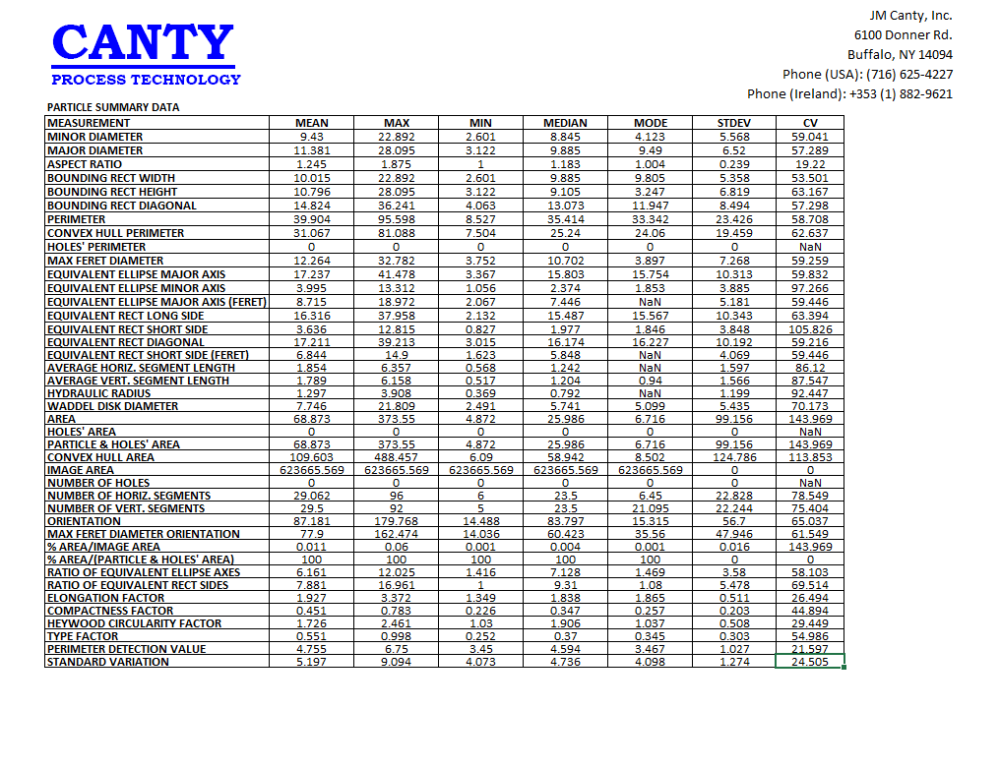 CANTY
PROCESS TECHNOLOGY
JM Canty, Inc.
6100 Donner Rd.
Buffalo, NY 14094
Phone (USA): (716) 625-4227
Phone (Ireland): +353 (1) 882-9621
PARTICLE SUMMARY DATA
MEASUREMENT MEAN MAX MIN MEDIAN MODE STDEV CV
MINOR DIAMETER 9.43 22.892 2.601 8.845 4.123 5.568 59.041
MAJOR DIAMETER 11.381 28.095 3.122 9.885 9.49 6.52 57.289
ASPECT RATIO 1.245 1.875 1 1.183 1.004 0.239 19.22
BOUNDING RECT WIDTH 10.015 22.892 2.601 9.885 9.805 5.358 53.501
BOUNDING RECT HEIGHT 10.796 28.095 3.122 9.105 3.247 6.819 63.167
BOUNDING RECT DIAGONAL 14.824 36.241 4.063 13.073 11.947 8.494 57.298
PERIMETER 39.904 95.598 8.527 35.414 33.342 23.426 58.708
CONVEX HULL PERIMETER 31.067 81.088 7.504 25.24 24.06 19.459 62.637
HOLES' PERIMETER 0 0 0 0 0 0 NaN
MAX FERET DIAMETER 12.264 32.782 3.752 10.702 3.897 7.268 59.259
EQUIVALENT ELLIPSE MAJOR AXIS 17.237 41.478 3.367 15.803 15.754 10.313 59.832
EQUIVALENT ELLIPSE MINOR AXIS 3.995 13.312 1.056 2.374 1.853 3.885 97.266
EQUIVALENT ELLIPSE MAJOR AXIS (FERET) 8.715 18.972 2.067 7.446 NaN 5.181 59.446
EQUIVALENT RECT LONG SIDE 16.316 37.958 2.132 15.487 15.567 10.343 63.394
EQUIVALENT RECT SHORT SIDE 3.636 12.815 0.827 1.977 1.846 3.848 105.826
EQUIVALENT RECT DIAGONAL 17.211 39.213 3.015 16.174 16.227 10.192 59.216
EQUIVALENT RECT SHORT SIDE (FERET) 6.844 14.9 1.623 5.848 NaN 4.069 59.446
AVERAGE HORIZ. SEGMENT LENGTH 1.854 6.357 0.568 1.242 NaN 1.597 86.12
AVERAGE VERT. SEGMENT LENGTH 1.789 6.158 0.517 1.204 0.94 1.566 87.547
HYDRAULIC RADIUS 1.297 3.908 0.369 0.792 NaN 1.199 92.447
WADDEL DISK DIAMETER 7.746 21.809 2.491 5.741 5.099 5.435 70.173
AREA 68.873 373.55 4.872 25.986 6.716 99.156 143.969
HOLES' AREA 0 0 0 0 0 0 NaN
PARTICLE & HOLES' AREA 68.873 373.55 4.872 25.986 6.716 99.156 143.969
CONVEX HULL AREA 109.603 488.457 6.09 58.942 8.502 124.786 113.853
IMAGE AREA 623665.569 623665.569 623665.569 623665.569 623665.569 0 0
NUMBER OF HOLES 0 0 0 0 0 0 NaN
NUMBER OF HORIZ. SEGMENTS 29.062 96 6 23.5 6.45 22.828 78.549
NUMBER OF VERT. SEGMENTS 29.5 92 5 23.5 21.095 22.244 75.404
ORIENTATION 87.181 179.768 14.488 83.797 15.315 56.7 65.037
MAX FERET DIAMETER ORIENTATION 77.9 162.474 14.036 60.423 35.56 47.946 61.549
% AREA/IMAGE AREA 0.011 0.06 0.001 0.004 0.001 0.016 143.969
% AREA/(PARTICLE & HOLES' AREA) 100 100 100 100 100 0 0
RATIO OF EQUIVALENT ELLIPSE AXES 6.161 12.025 1.416 7.128 1.469 3.58 58.103
RATIO OF EQUIVALENT RECT SIDES 7.881 16.961 1 9.31 1.08 5.478 69.514
ELONGATION FACTOR 1.927 3.372 1.349 1.838 1.865 0.511 26.494
COMPACTNESS FACTOR 0.451 0.783 0.226 0.347 0.257 0.203 44.894
HEYWOOD CIRCULARITY FACTOR 1.726 2.461 1.03 1.906 1.037 0.508 29.449
TYPE FACTOR 0.551 0.998 0.252 0.37 0.345 0.303 54.986
PERIMETER DETECTION VALUE 4.755 6.75 3.45 4.594 3.467 1.027 21.597
STANDARD VARIATION 5.197 9.094 4.073 4.736 4.098 1.274 24.505